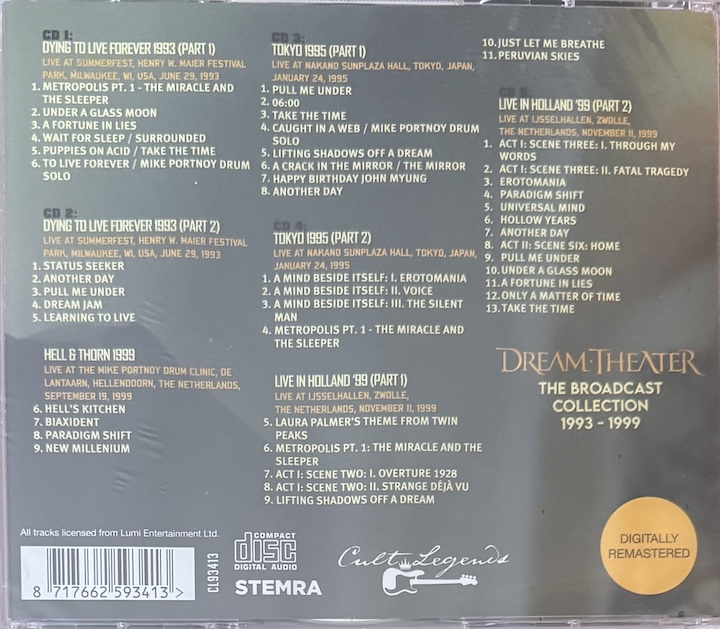 CD 1:
DYING TO LIVE FOREVER 1993 (PART 1)
LIVE AT SUMMERFEST, HENRY W. MAIER FESTIVAL
PARK, MILWAUKEE, WI, USA, JUNE 29, 1993
1. METROPOLIS PT. 1 - THE MIRACLE AND
THE SLEEPER
2. UNDER A GLASS MOON
3. A FORTUNE IN LIES
4. WAIT FOR SLEEP / SURROUNDED
5. PUPPIES ON ACID / TAKE THE TIME
6. TO LIVE FOREVER / MIKE PORTNOY DRUM
SOLO
CD 2:
DYING TO LIVE FOREVER 1993 (PART 2)
LIVE AT SUMMERFEST, HENRY W. MAIER FESTIVAL
PARK, MILWAUKEE, WI, USA, JUNE 29, 1993
1. STATUS SEEKER
2. ANOTHER DAY
3. PULL ME UNDER
4. DREAM JAM
5. LEARNING TO LIVE
HELL & THORN 1999
LIVE AT THE MIKE PORTNOY DRUM CLINIC, DE
LANTAARN, HELLENDOORN, THE NETHERLANDS,
SEPTEMBER 19, 1999
6. HELL'S KITCHEN
7. BIAXIDENT
8. PARADIGM SHIFT
9. NEW MILLENIUM
CD 3:
TOKYO 1995 (PART 1)
LIVE AT NAKANO SUNPLAZA HALL, TOKYO, JAPAN,
JANUARY 24, 1995
1. PULL ME UNDER
2. 06:00
3. TAKE THE TIME
4. CAUGHT IN A WEB / MIKE PORTNOY DRUM
SOLO
5. LIFTING SHADOWS OFF A DREAM
6. A CRACK IN THE MIRROR / THE MIRROR
7. HAPPY BIRTHDAY JOHN MYUNG
8. ANOTHER DAY
CD 4:
TOKYO 1995 (PART 2)
LIVE AT NAKANO SUNPLAZA HALL, TOKYO, JAPAN,
JANUARY 24, 1995
1. A MIND BESIDE ITSELF: I. EROTOMANIA
2. A MIND BESIDE ITSELF: II. VOICE
3. A MIND BESIDE ITSELF: III. THE SILENT
MAN
4. METROPOLIS PT. 1 - THE MIRACLE AND
THE SLEEPER
LIVE IN HOLLAND '99 (PART 1)
LIVE AT IJSSELHALLEN, ZWOLLE,
THE NETHERLANDS, NOVEMBER 11, 1999
5. LAURA PALMER'S THEME FROM TWIN
PEAKS
6. METROPOLIS PT. 1: THE MIRACLE AND THE
SLEEPER
7. ACT I: SCENE TWO: I. OVERTURE 1928
8. ACT I: SCENE TWO: II. STRANGE DÉJÀ VU
9. LIFTING SHADOWS OFF A DREAM
10. JUST LET ME BREATHE
11. PERUVIAN SKIES
CD 5:
LIVE IN HOLLAND '99 (PART 2)
LIVE AT IJSSELHALLEN, ZWOLLE,
THE NETHERLANDS, NOVEMBER 11, 1999
1. ACT I: SCENE THREE: I. THROUGH MY
WORDS
2. ACT I: SCENE THREE: II. FATAL TRAGEDY
3. EROTOMANIA
4. PARADIGM SHIFT
5. UNIVERSAL MIND
6. HOLLOW YEARS
7. ANOTHER DAY
8. ACT II: SCENE SIX: HOME
9. PULL ME UNDER
10. UNDER A GLASS MOON
11. A FORTUNE IN LIES
12. ONLY A MATTER OF TIME
13. TAKE THE TIME
DREAM THEATER
THE BROADCAST
COLLECTION
1993 - 1999
DIGITALLY
REMASTERED
All tracks licensed from Lumi Entertainment Ltd.
8 717662 593413 >
CL93413
COMPACT
disc
DIGITAL AUDIO
STEMRA
Cult Legends